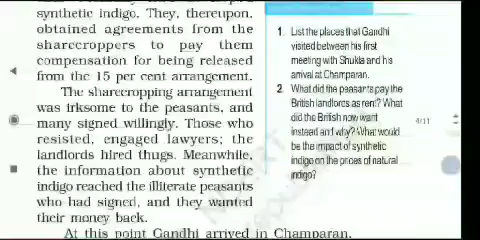 synthetic indigo. They, thereupon,
obtained agreements from the
sharecroppers to pay them
compensation for being released
from the 15 per cent arrangement.
The sharecropping arrangement
was irksome to the peasants, and
many signed willingly. Those who
resisted, engaged lawyers; the
landlords hired thugs. Meanwhile,
the information about synthetic
indigo reached the illiterate peasants
who had signed, and they wanted
their money back.
At this point Gandhi arrived in Champaran.
1. List the places that Gandhi
visited between his first
meeting with Shukla and his
arrival at Champaran.
2. What did the peasants pay the
British landlords as rent? What
did the British now want
instead and why? What would
be the impact of synthetic
indigo on the prices of natural
indigo?
4/11